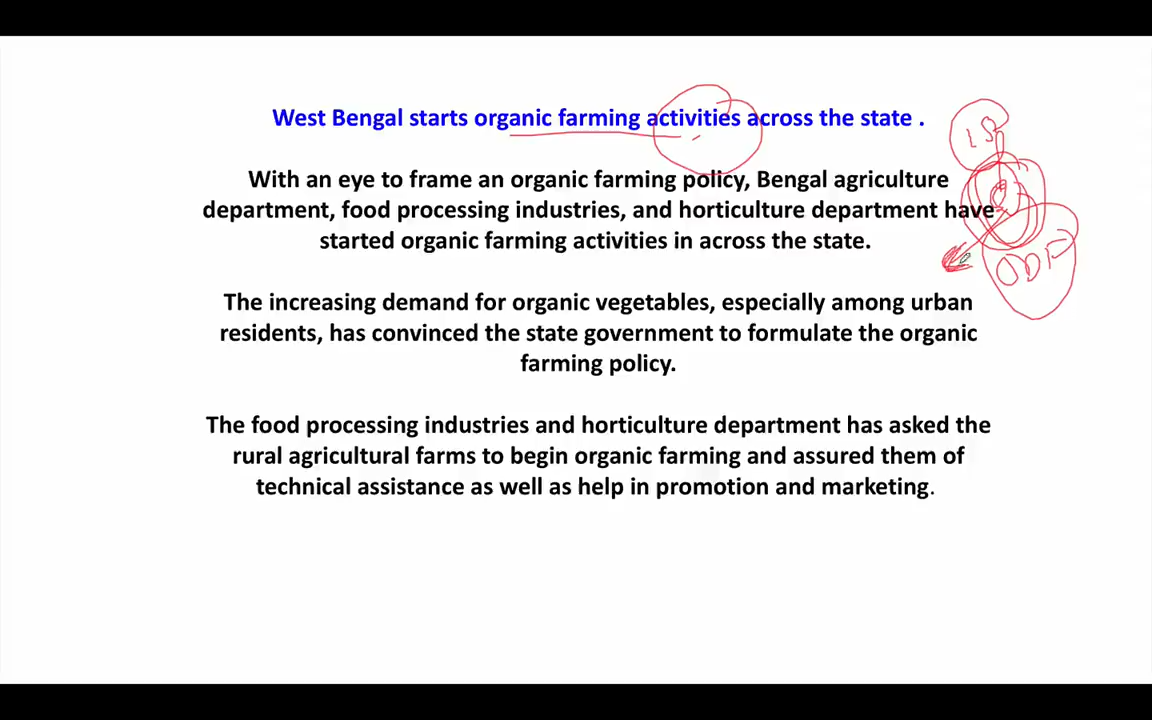 West Bengal starts organic farming activities across the state .
With an eye to frame an organic farming policy, Bengal agriculture
department, food processing industries, and horticulture department have
started organic farming activities in across the state.
The increasing demand for organic vegetables, especially among urban
residents, has convinced the state government to formulate the organic
farming policy.
The food processing industries and horticulture department has asked the
rural agricultural farms to begin organic farming and assured them of
technical assistance as well as help in promotion and marketing.
ODF